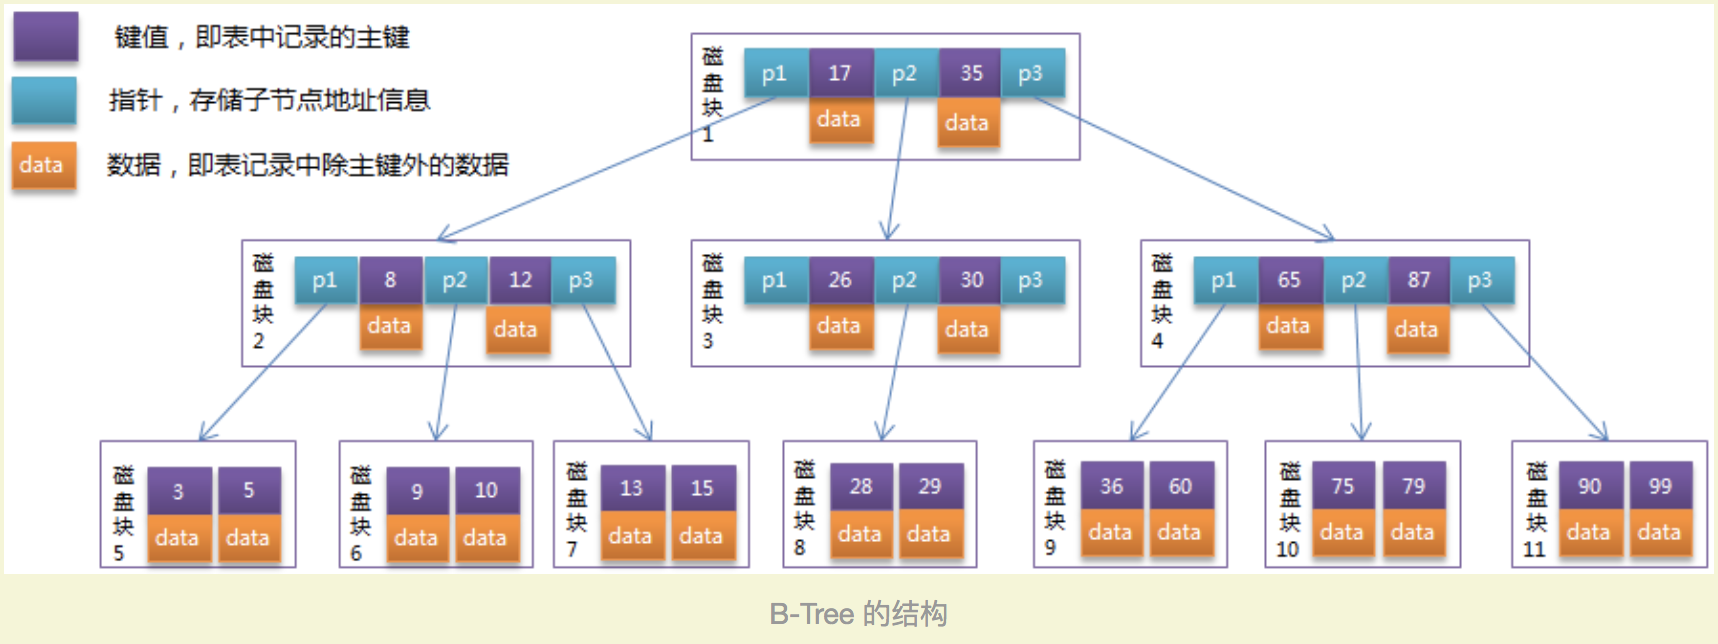 键值，即表中记录的主键
指针，存储子节点地址信息
data 数据，即表记录中除主键外的数据
磁盘块1
p1 17 p2 35 p3
data data
磁盘块2
p1 8 p2 12 p3
data data
磁盘块3
p1 26 p2 30 p3
data data
磁盘块4
p1 65 p2 87 p3
data data
磁盘块5
3 5
data data
磁盘块6
9 10
data data
磁盘块7
13 15
data data
磁盘块8
28 29
data data
磁盘块9
36 60
data data
磁盘块10
75 79
data data
磁盘块11
90 99
data data
B-Tree 的结构